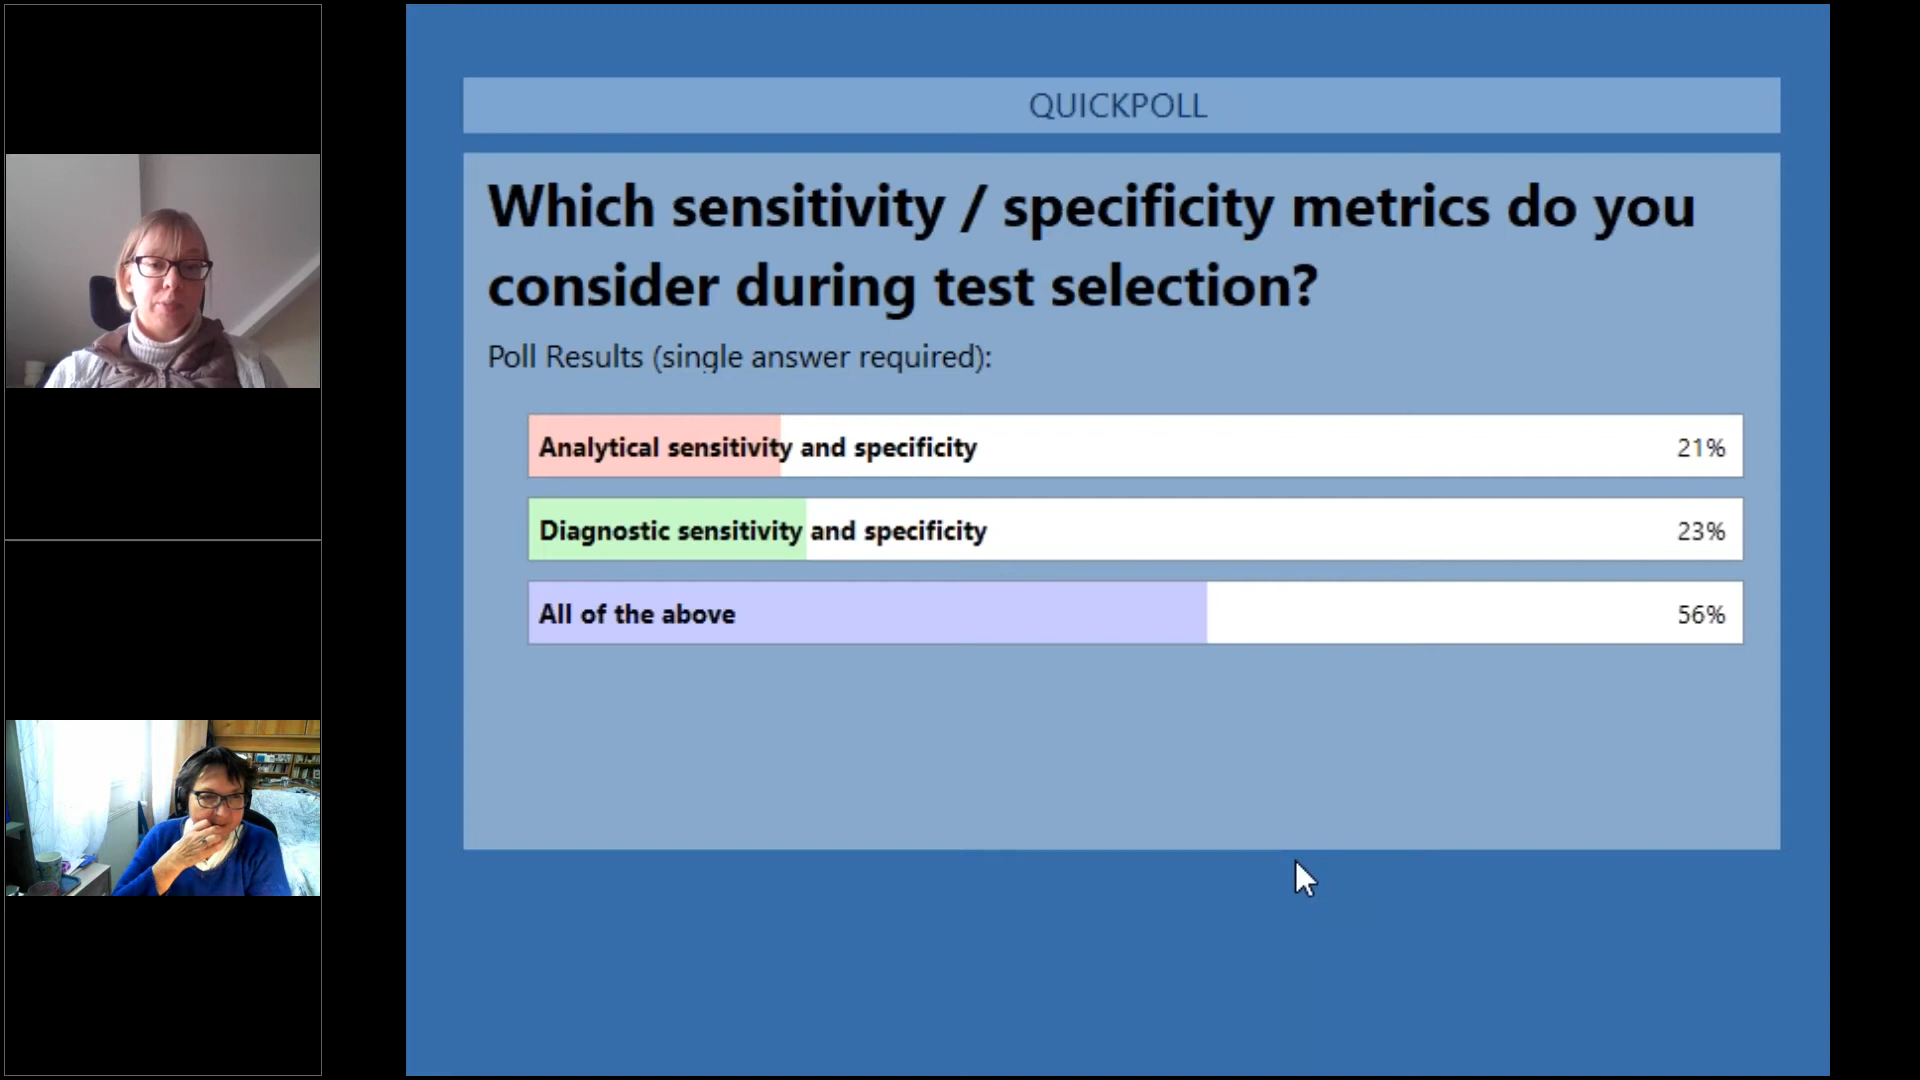 QUICKPOLL
Which sensitivity / specificity metrics do you
consider during test selection?
Poll Results (single answer required):
Analytical sensitivity and specificity 21%
Diagnostic sensitivity and specificity 23%
All of the above 56%